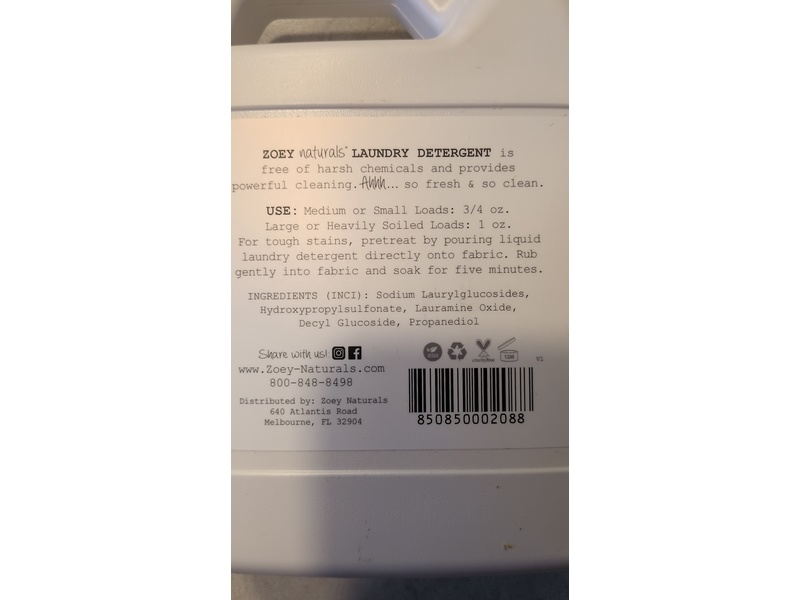 ZOEY naturals® LAUNDRY DETERGENT is
free of harsh chemicals and provides
powerful cleaning. Ahhh... so fresh & so clean.
USE: Medium or Small Loads: 3/4 oz.
Large or Heavily Soiled Loads: 1 oz.
For tough stains, pretreat by pouring liquid
laundry detergent directly onto fabric. Rub
gently into fabric and soak for five minutes.
INGREDIENTS (INCI): Sodium Laurylglucosides,
Hydroxypropylsulfonate, Lauramine Oxide,
Decyl Glucoside, Propanediol
Share with us!
www.Zoey-Naturals.com
800-848-8498
Distributed by: Zoey Naturals
640 Atlantis Road
Melbourne, FL 32904
VEGAN
12M
V1
850850002088